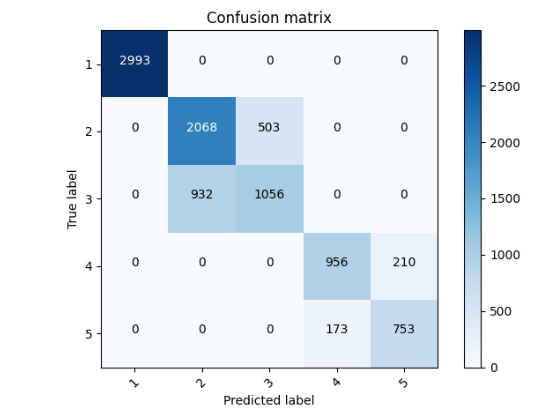 Confusion matrix
1 2993 0 0 0 0
2 0 2068 503 0 0
3 0 932 1056 0 0
4 0 0 0 956 210
5 0 0 0 173 753
1 2 3 4 5
True label
Predicted label
2500
2000
1500
1000
500
0